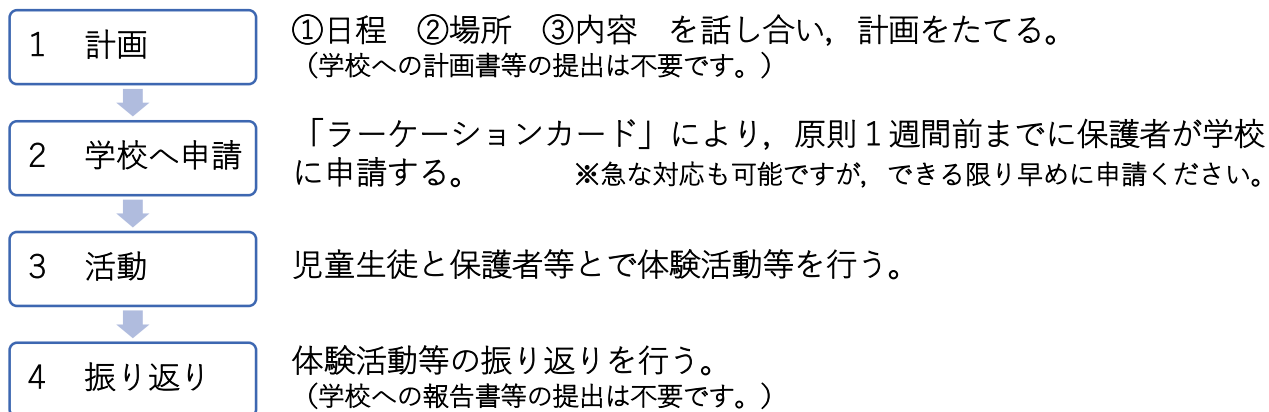 1　計画
①日程　②場所　③内容　を話し合い，計画をたてる。
（学校への計画書等の提出は不要です。）
2　学校へ申請
「ラーケーションカード」により，原則１週間前までに保護者が学校
に申請する。　　　※急な対応も可能ですが，できる限り早めに申請ください。
3　活動
児童生徒と保護者等とで体験活動等を行う。
4　振り返り
体験活動等の振り返りを行う。
（学校への報告書等の提出は不要です。）